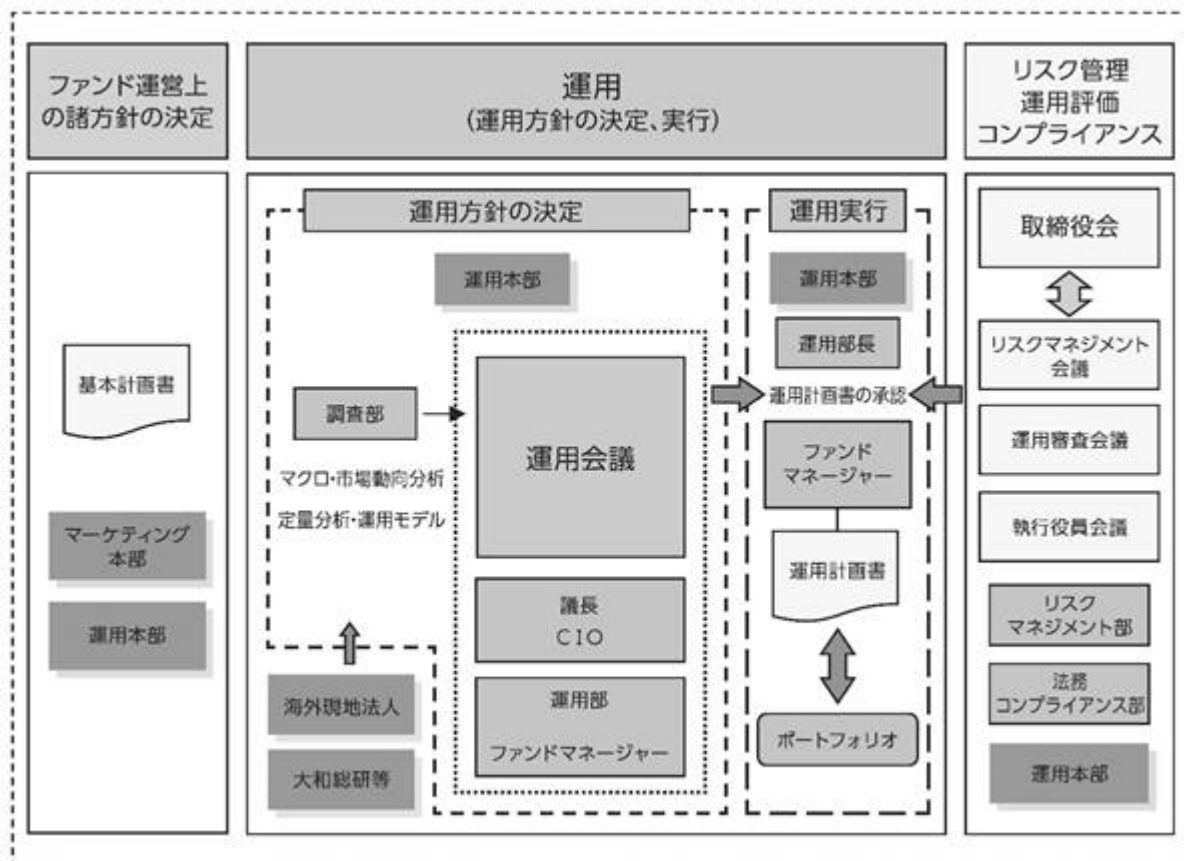 ファンド運営上
の諸方針の決定
運用
(運用方針の決定、実行)
リスク管理
運用評価
コンプライアンス
基本計画書
マーケティング
本部
運用本部
運用方針の決定
運用本部
調査部
マクロ・市場動向分析
定量分析・運用モデル
運用会議
議長
CIO
運用部
ファンドマネージャー
海外現地法人
大和総研等
運用実行
運用本部
運用部長
運用計画書の承認
ファンド
マネージャー
運用計画書
ポートフォリオ
取締役会
リスクマネジメント
会議
運用審査会議
執行役員会議
リスク
マネジメント部
法務
コンプライアンス部
運用本部